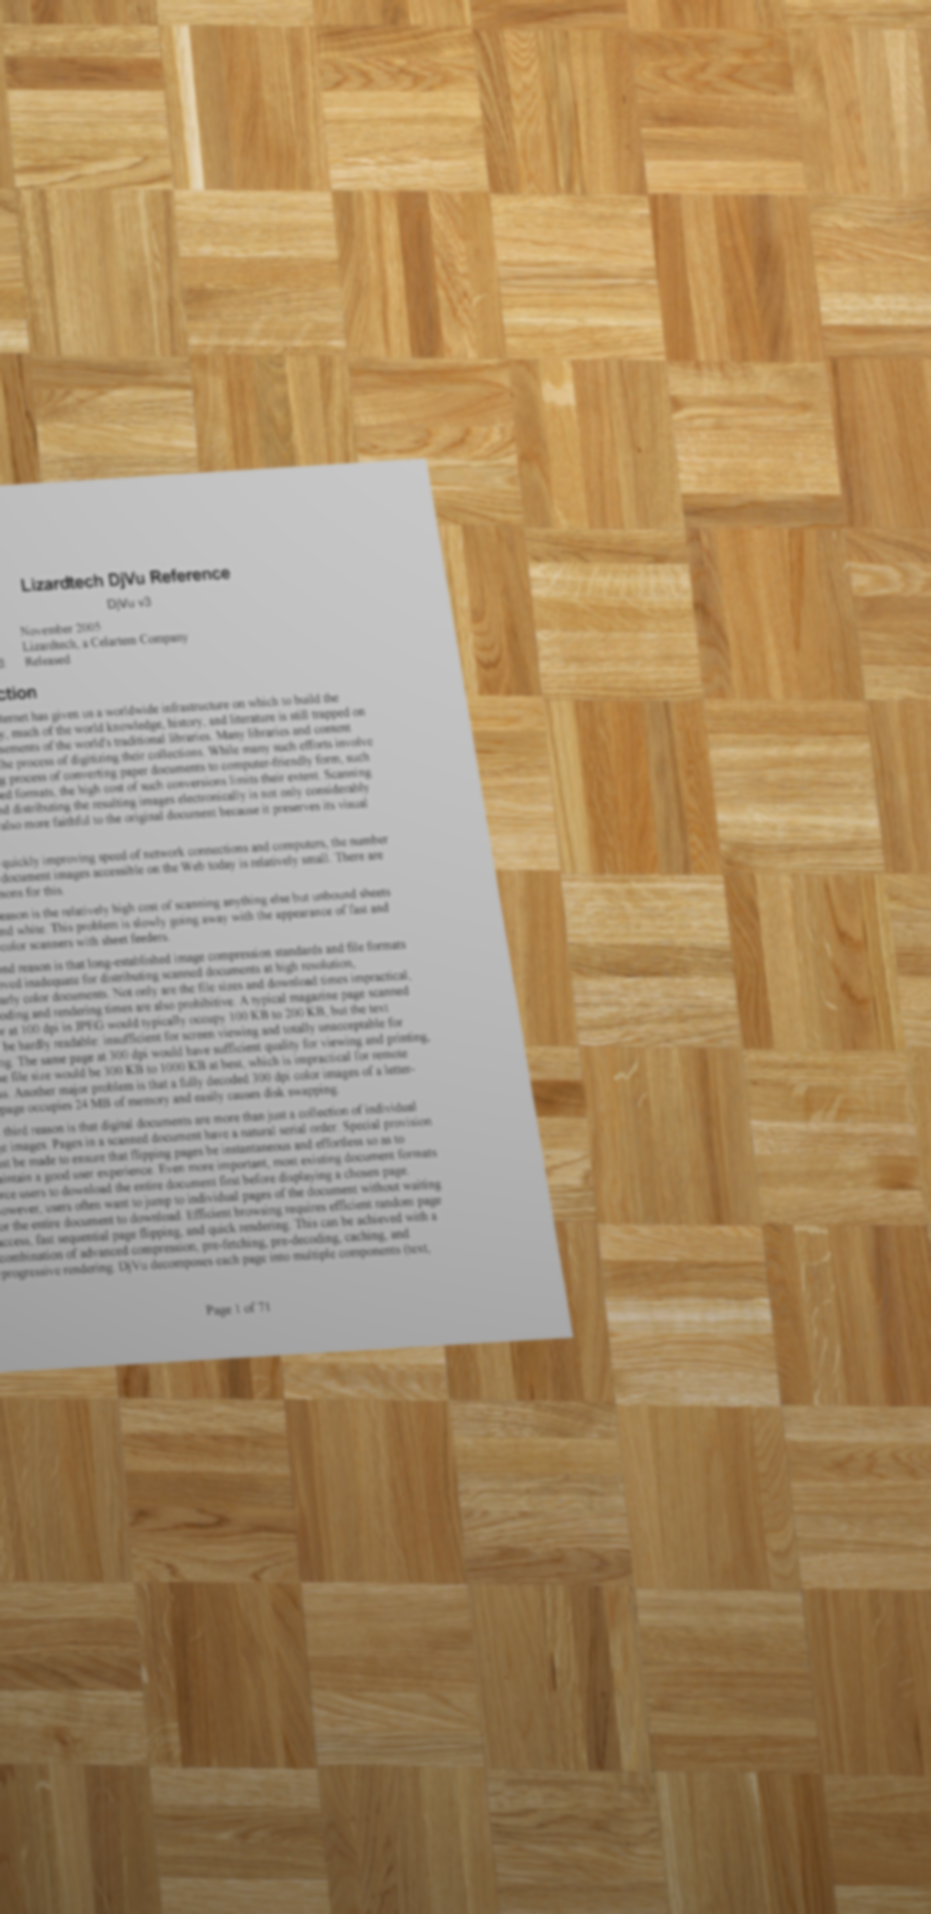 Lizardtech DjVu Reference
DjVu v3
November 2005
Lizardtech, a Celartem Company
Released
ction
ternet has given us a worldwide infrastructure on which to build the
y, much of the world knowledge, history, and literature is still trapped on
sements of the world's traditional libraries. Many libraries and content
the process of digitizing their collections. While many such efforts involve
g process of converting paper documents to computer-friendly form, such
ed formats, the high cost of such conversions limits their extent. Scanning
nd distributing the resulting images electronically is not only considerably
also more faithful to the original document because it preserves its visual
quickly improving speed of network connections and computers, the number
document images accessible on the Web today is relatively small. There are
sons for this.
eason is the relatively high cost of scanning anything else but unbound sheets
nd white. This problem is slowly going away with the appearance of fast and
color scanners with sheet feeders.
ond reason is that long-established image compression standards and file formats
oved inadequate for distributing scanned documents at high resolution,
larly color documents. Not only are the file sizes and download times impractical,
oding and rendering times are also prohibitive. A typical magazine page scanned
r at 100 dpi in JPEG would typically occupy 100 KB to 200 KB, but the text
be hardly readable: insufficient for screen viewing and totally unacceptable for
ng. The same page at 300 dpi would have sufficient quality for viewing and printing,
e file size would be 300 KB to 1000 KB at best, which is impractical for remote
ss. Another major problem is that a fully decoded 300 dpi color images of a letter-
page occupies 24 MB of memory and easily causes disk swapping.
third reason is that digital documents are more than just a collection of individual
ge images. Pages in a scanned document have a natural serial order. Special provision
st be made to ensure that flipping pages be instantaneous and effortless so as to
aintain a good user experience. Even more important, most existing document formats
rce users to download the entire document first before displaying a chosen page.
owever, users often want to jump to individual pages of the document without waiting
or the entire document to download. Efficient browsing requires efficient random page
access, fast sequential page flipping, and quick rendering. This can be achieved with a
combination of advanced compression, pre-fetching, pre-decoding, caching, and
progressive rendering. DjVu decomposes each page into multiple components (text,
Page 1 of 71